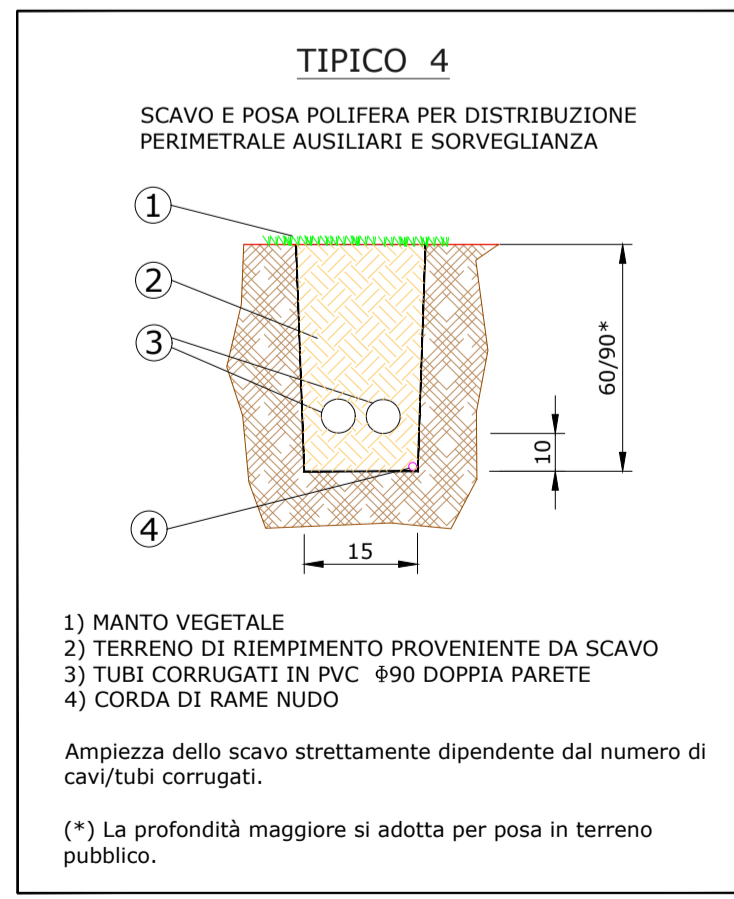 TIPICO 4
SCAVO E POSA POLIFERA PER DISTRIBUZIONE
PERIMETRALE AUSILIARI E SORVEGLIANZA
1
2
3
60/90*
10
4
15
1) MANTO VEGETALE
2) TERRENO DI RIEMPIMENTO PROVENIENTE DA SCAVO
3) TUBI CORRUGATI IN PVC Φ90 DOPPIA PARETE
4) CORDA DI RAME NUDO
Ampiezza dello scavo strettamente dipendente dal numero di
cavi/tubi corrugati.
(*) La profondità maggiore si adotta per posa in terreno
pubblico.